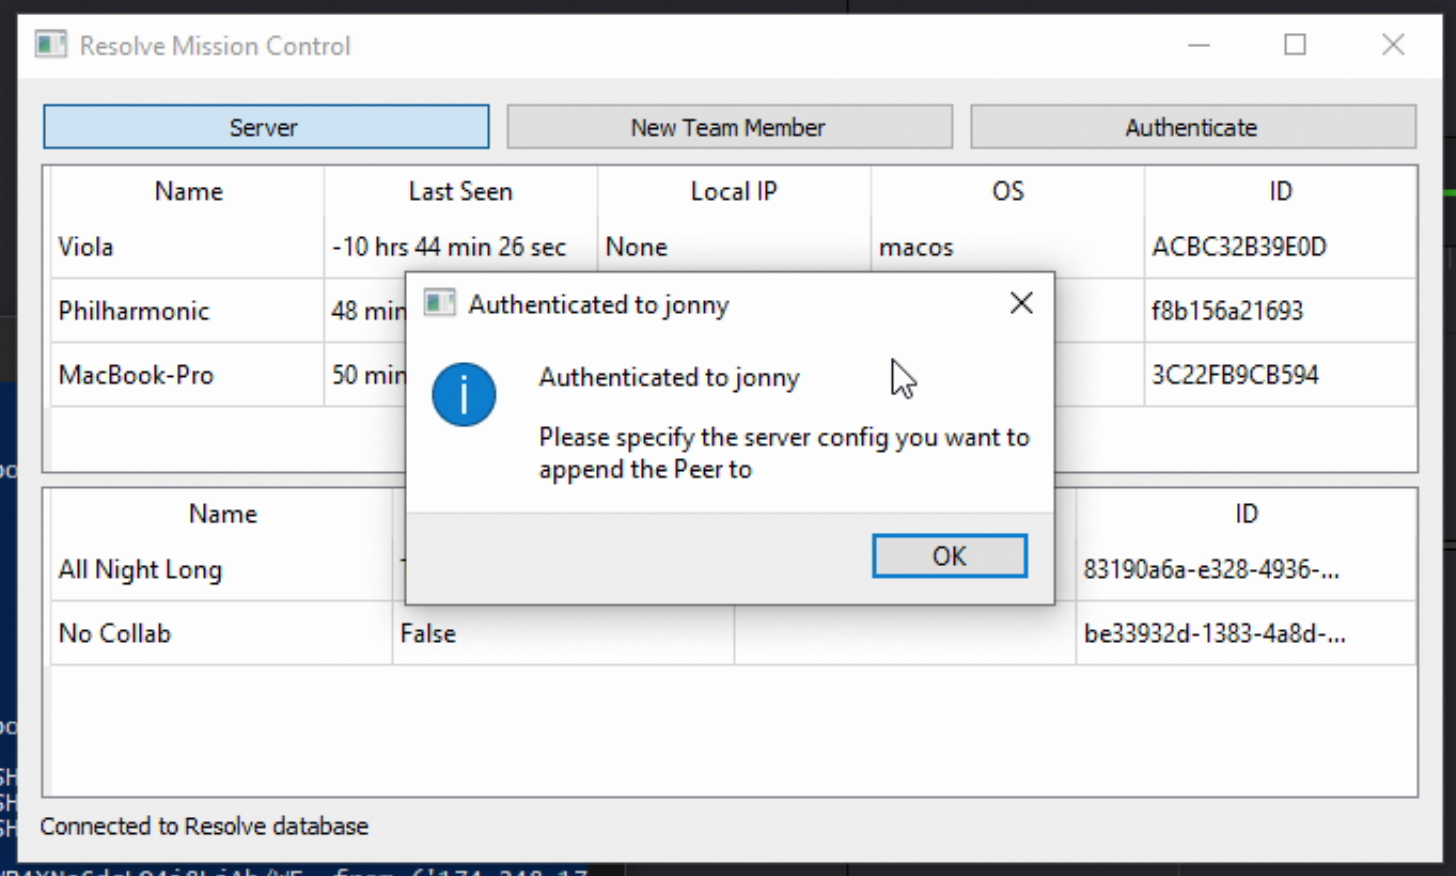 Resolve Mission Control
Server New Team Member Authenticate
Name Last Seen Local IP OS ID
Viola -10 hrs 44 min 26 sec None macos ACBC32B39E0D
Philharmonic 48 min f8b156a21693
MacBook-Pro 50 min 3C22FB9CB594
Authenticated to jonny
Authenticated to jonny
Please specify the server config you want to
append the Peer to
OK
Name ID
All Night Long 83190a6a-e328-4936-...
No Collab False be33932d-1383-4a8d-...
Connected to Resolve database